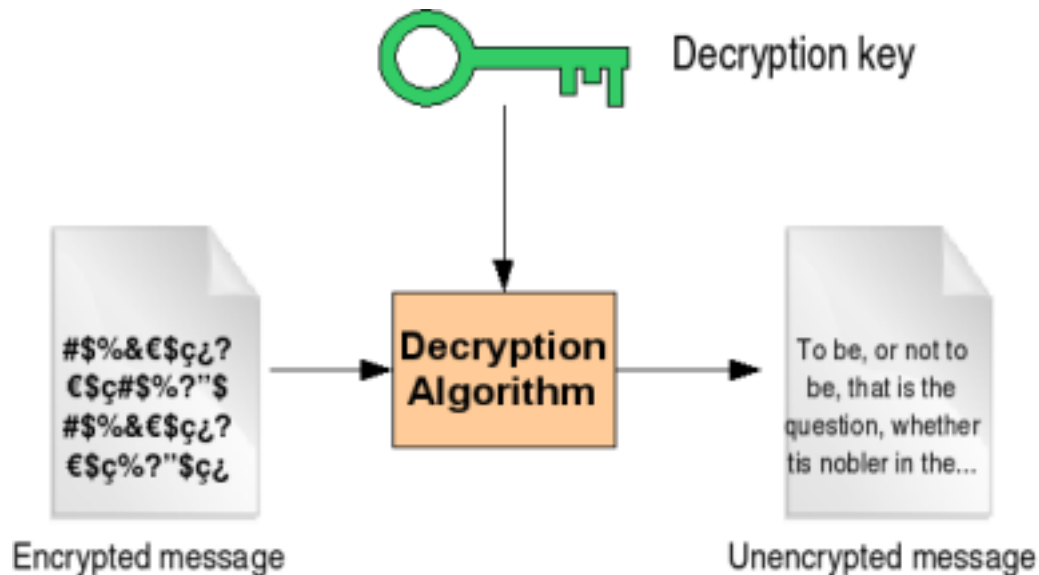 Decryption key
#$%&€$ç¿?
€$ç#$%?”$
#$%&€$ç¿?
€$ç%?”$ç¿
Encrypted message
Decryption
Algorithm
To be, or not to
be, that is the
question, whether
tis nobler in the...
Unencrypted message